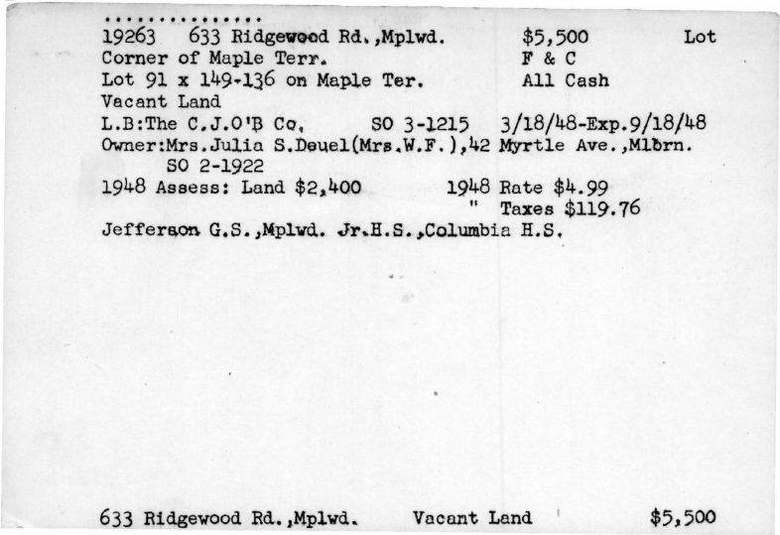 ...............
19263 633 Ridgewood Rd.,Mplwd. $5,500 Lot
Corner of Maple Terr. F & C
Lot 91 x 149-136 on Maple Ter. All Cash
Vacant Land
L.B:The C.J.O'B Co. SO 3-1215 3/18/48-Exp.9/18/48
Owner:Mrs.Julia S.Deuel(Mrs.W.F.),42 Myrtle Ave.,Mlbrn.
SO 2-1922
1948 Assess: Land $2,400 1948 Rate $4.99
" Taxes $119.76
Jefferson G.S.,Mplwd. Jr.H.S.,Columbia H.S.
633 Ridgewood Rd.,Mplwd. Vacant Land $5,500